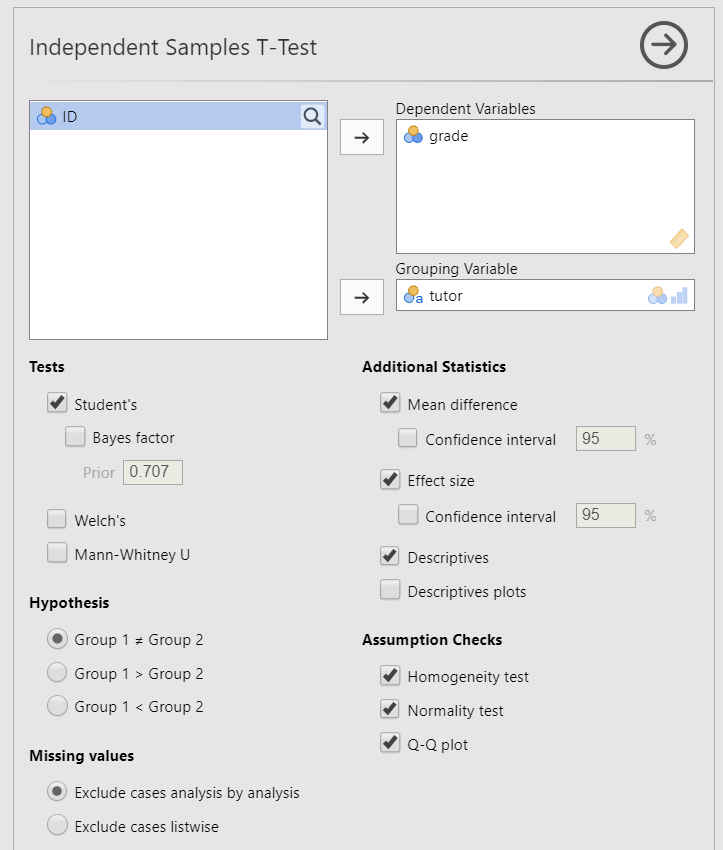 Independent Samples T-Test
ID
Dependent Variables
grade
Grouping Variable
a tutor
Tests
Student's
Bayes factor
Prior 0.707
Welch's
Mann-Whitney U
Hypothesis
Group 1 ≠ Group 2
Group 1 > Group 2
Group 1 < Group 2
Missing values
Exclude cases analysis by analysis
Exclude cases listwise
Additional Statistics
Mean difference
Confidence interval 95 %
Effect size
Confidence interval 95 %
Descriptives
Descriptives plots
Assumption Checks
Homogeneity test
Normality test
Q-Q plot